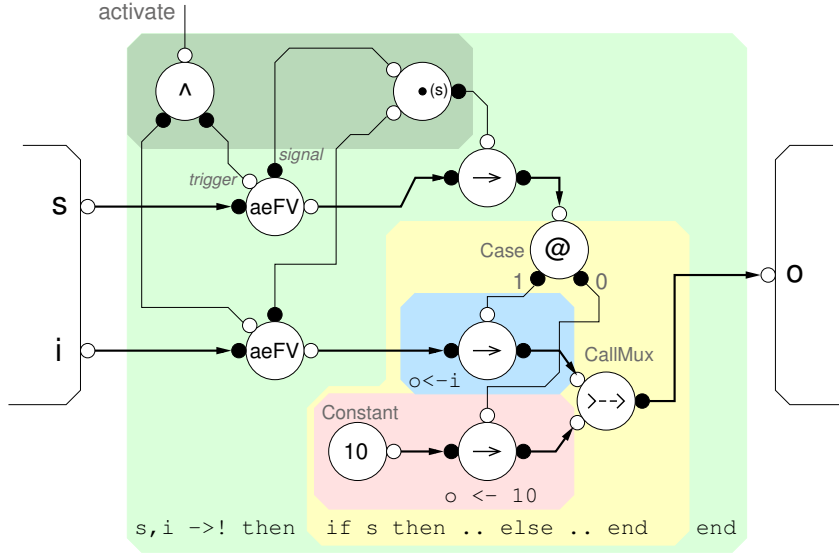 activate
^
•(s)
signal
trigger
s
aeFV
→
Case
@
o
1
0
i
aeFV
→
CallMux
o<-i
>-->
Constant
10
→
o <- 10
s,i ->! then if s then .. else .. end end